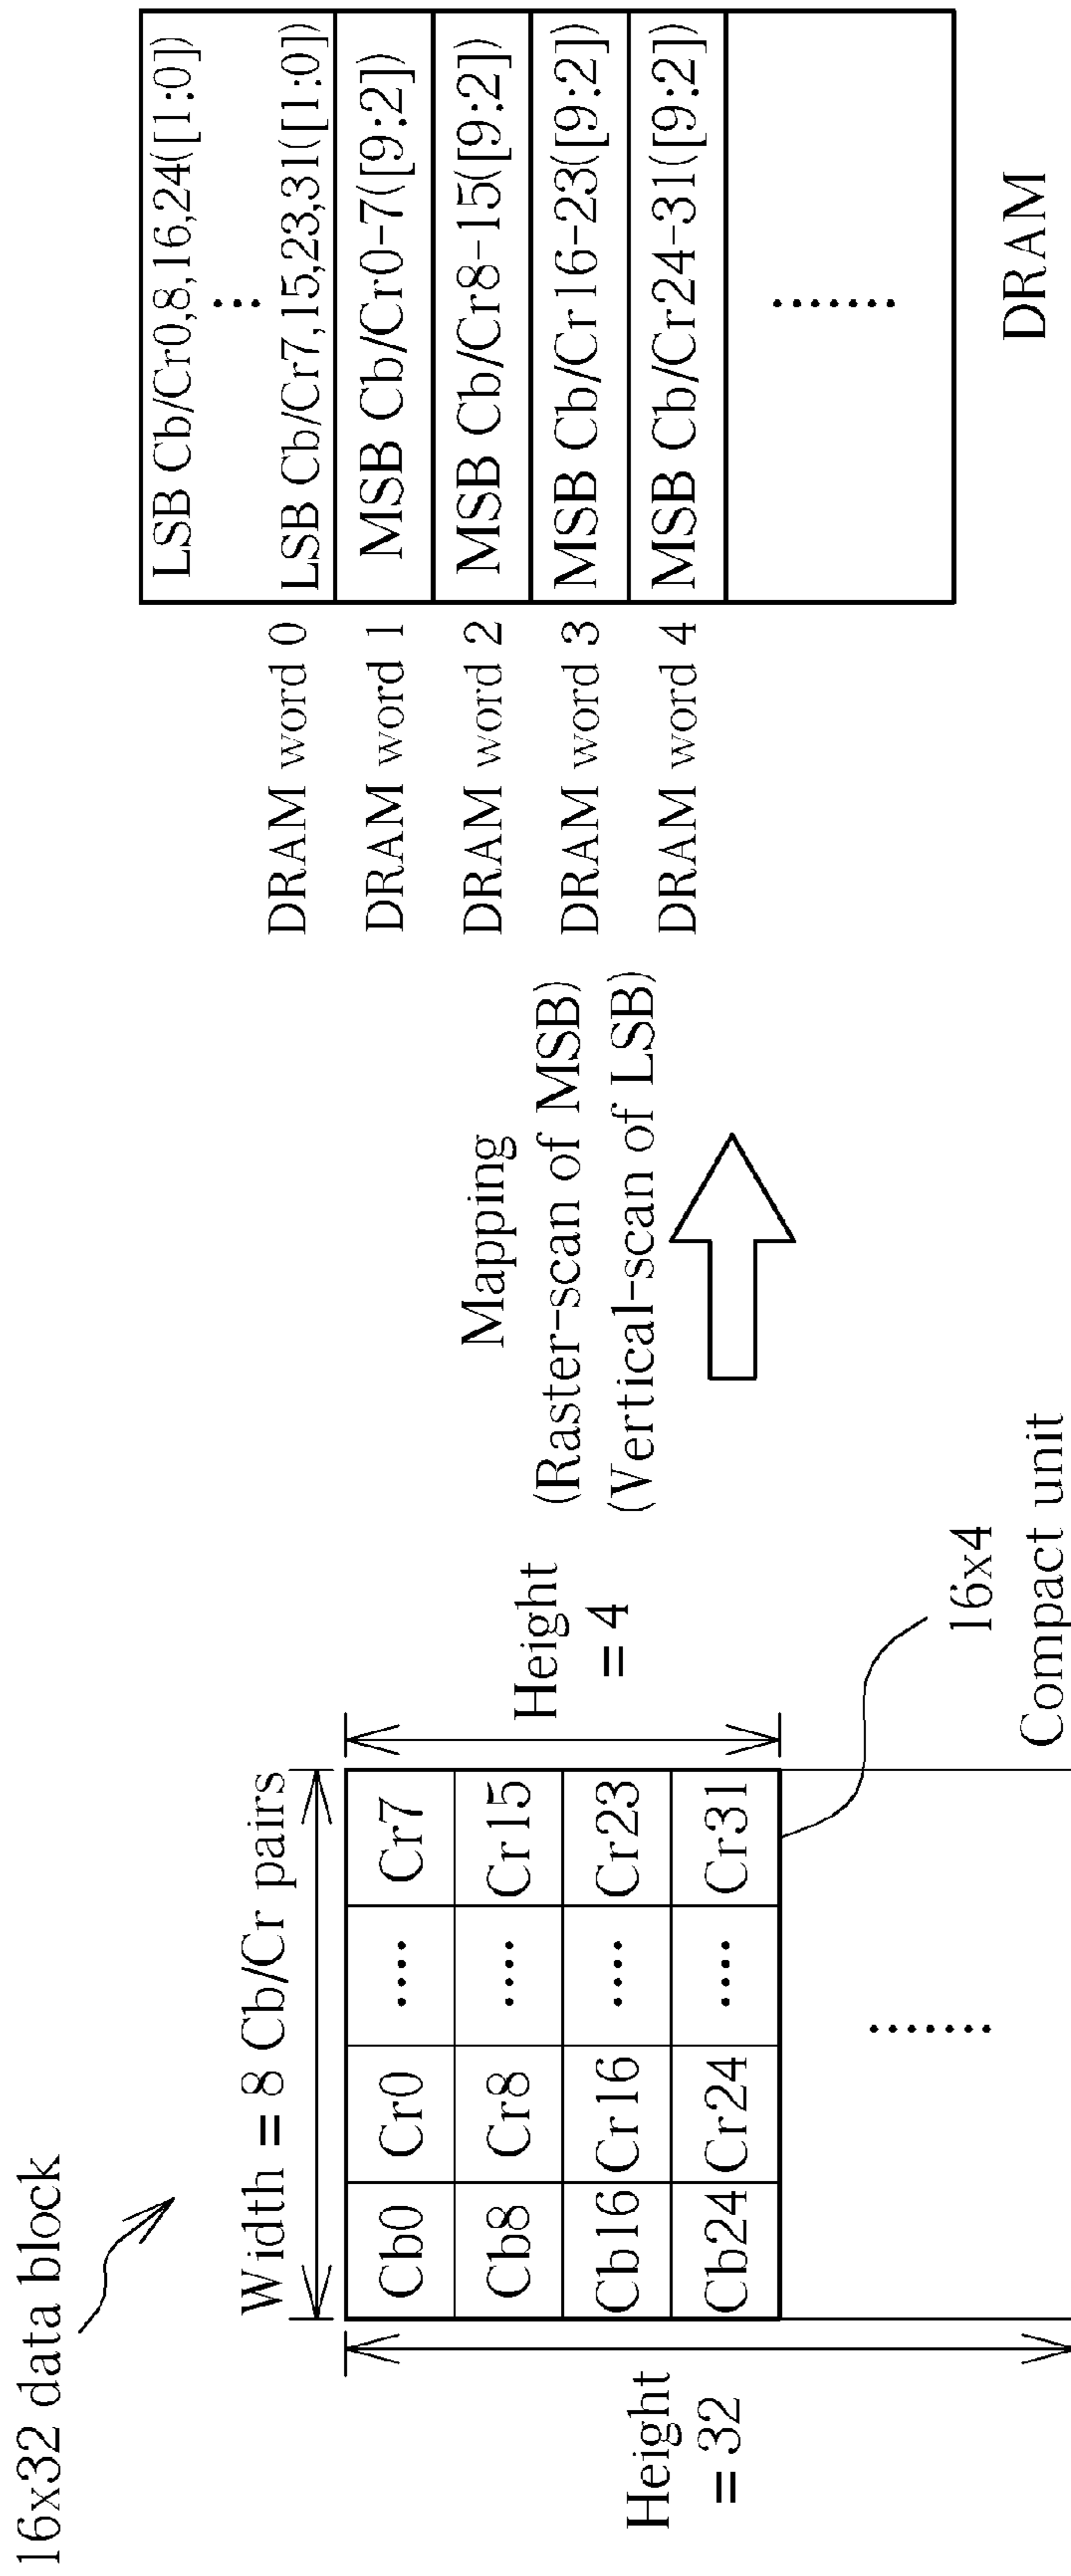 16x32 data block
Width = 8 Cb/Cr pairs
Height
= 32
Cb0 Cr0 .... Cr7
Cb8 Cr8 .... Cr15
Cb16 Cr16 .... Cr23
Cb24 Cr24 .... Cr31
.......
Height
= 4
16x4
Compact unit
Mapping
(Raster-scan of MSB)
(Vertical-scan of LSB)
DRAM word 0
DRAM word 1
DRAM word 2
DRAM word 3
DRAM word 4
LSB Cb/Cr0,8,16,24([1:0])
...
LSB Cb/Cr7,15,23,31([1:0])
MSB Cb/Cr0-7([9:2])
MSB Cb/Cr8-15([9:2])
MSB Cb/Cr16-23([9:2])
MSB Cb/Cr24-31([9:2])
.......
DRAM